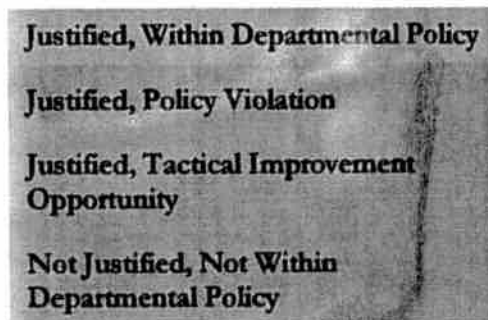 Justified, Within Departmental Policy
Justified, Policy Violation
Justified, Tactical Improvement
Opportunity
Not Justified, Not Within
Departmental Policy